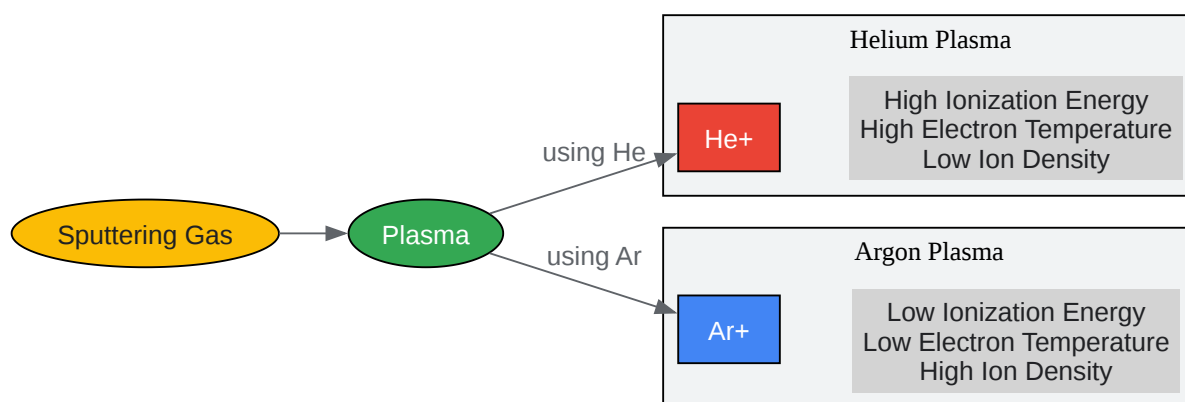 Helium Plasma
High Ionization Energy
High Electron Temperature
Low Ion Density
He+
using He
Sputtering Gas
Plasma
using Ar
Argon Plasma
Low Ionization Energy
Low Electron Temperature
High Ion Density
Ar+